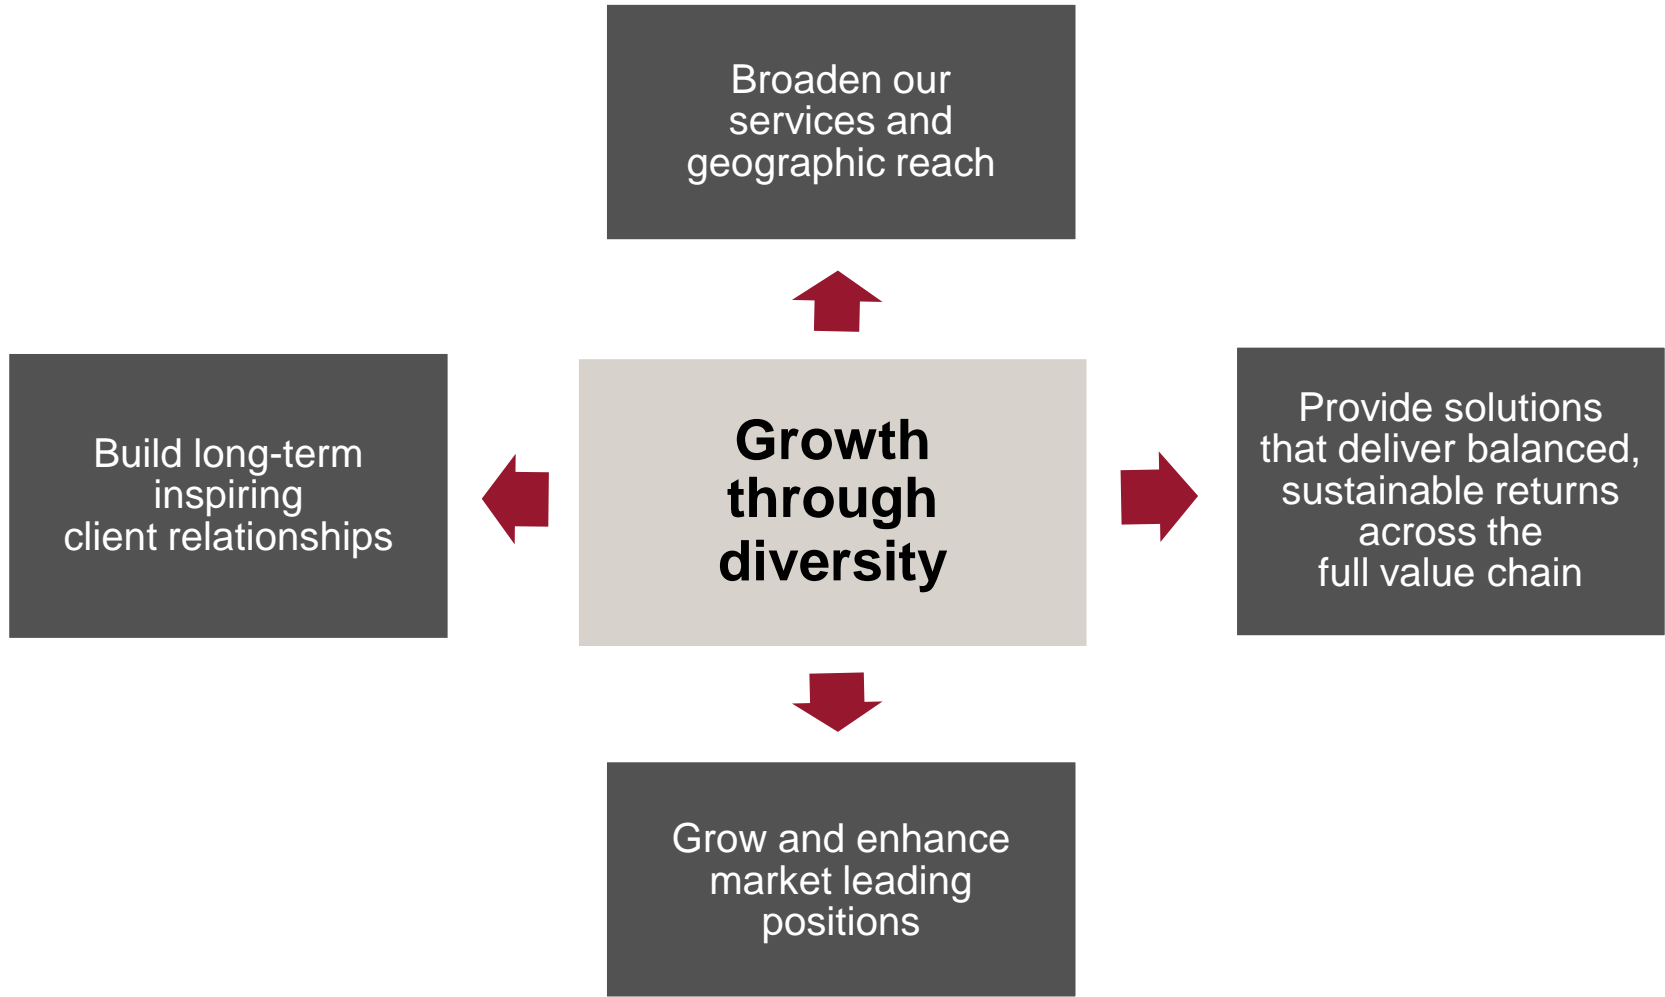 Broaden our
services and
geographic reach
Build long-term
inspiring
client relationships
Growth
through
diversity
Provide solutions
that deliver balanced,
sustainable returns
across the
full value chain
Grow and enhance
market leading
positions